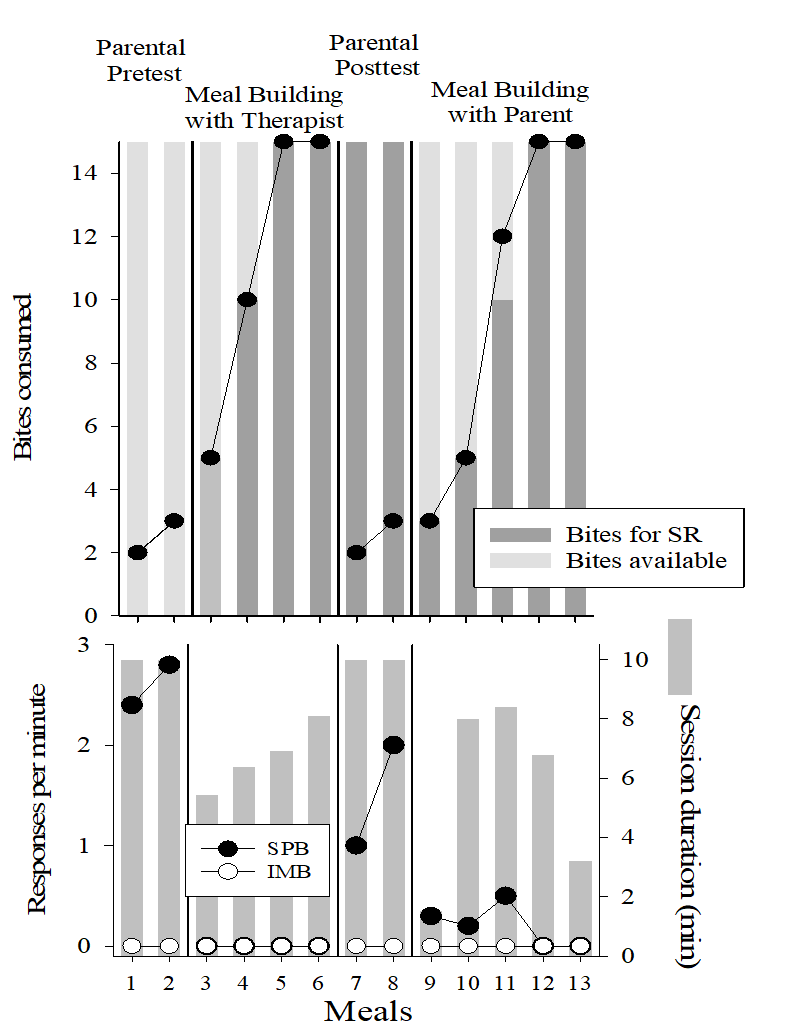 Parental
Pretest
Parental
Posttest
Meal Building
with Therapist
Meal Building
with Parent
Bites consumed
14
12
10
8
6
4
2
0
Bites for SR
Bites available
Responses per minute
3
2
1
0
SPB
IMB
10
8
6
4
2
0
Session duration (min)
1 2 3 4 5 6 7 8 9 10 11 12 13
Meals